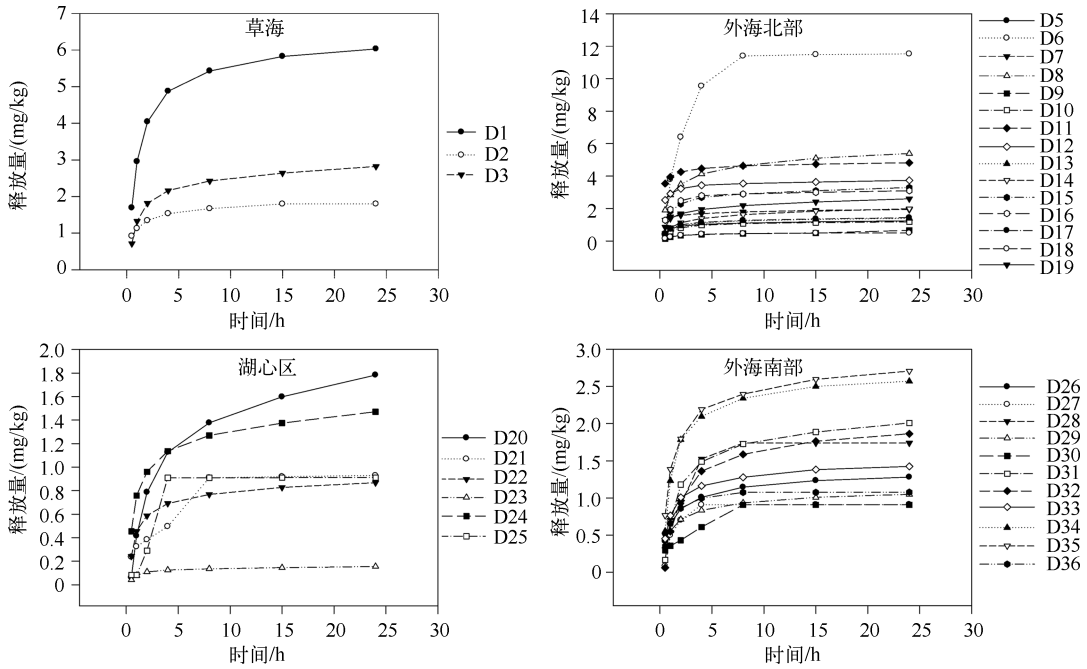 草海
7
6
5
4
3
2
1
0
释放量/(mg/kg)
0 5 10 15 20 25 30
时间/h
D1
D2
D3
外海北部
14
12
10
8
6
4
2
0
释放量/(mg/kg)
0 5 10 15 20 25 30
时间/h
D5
D6
D7
D8
D9
D10
D11
D12
D13
D14
D15
D16
D17
D18
D19
湖心区
2.0
1.8
1.6
1.4
1.2
1.0
0.8
0.6
0.4
0.2
0
释放量/(mg/kg)
0 5 10 15 20 25 30
时间/h
D20
D21
D22
D23
D24
D25
外海南部
3.0
2.5
2.0
1.5
1.0
0.5
0
释放量/(mg/kg)
0 5 10 15 20 25 30
时间/h
D26
D27
D28
D29
D30
D31
D32
D33
D34
D35
D36